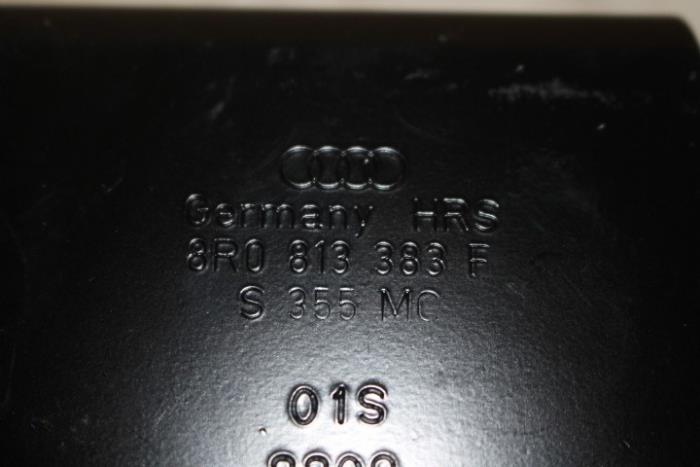 Germany HRS
8R0 813 383 F
S 355 MC
01S